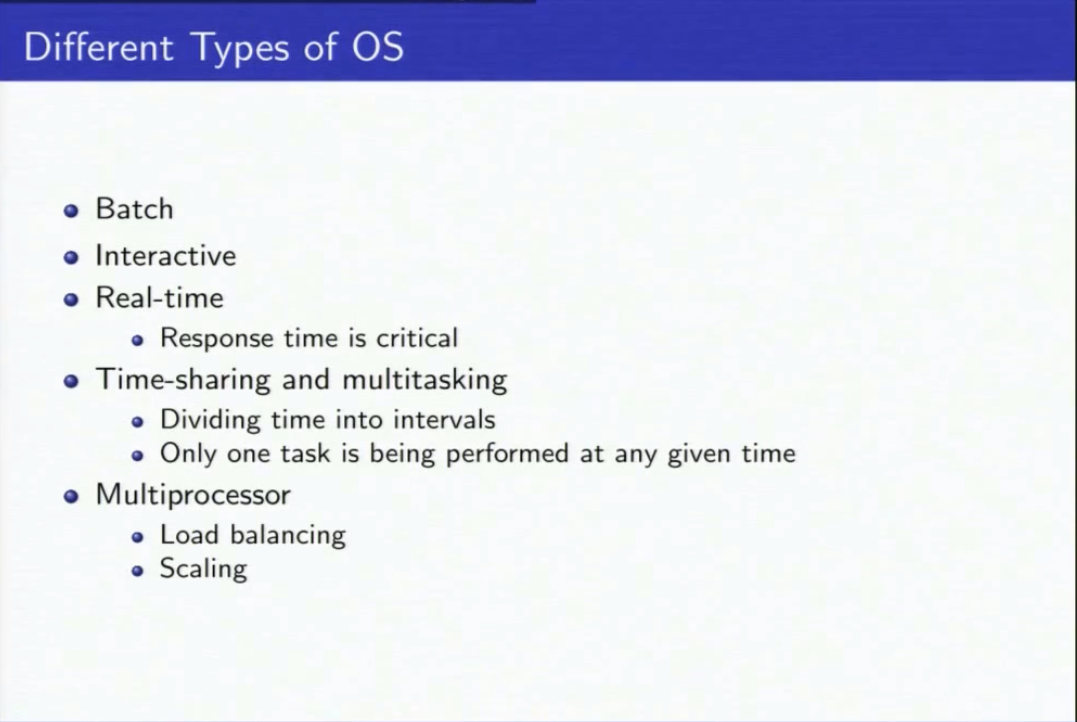 Different Types of OS
Batch
Interactive
Real-time
Response time is critical
Time-sharing and multitasking
Dividing time into intervals
Only one task is being performed at any given time
Multiprocessor
Load balancing
Scaling